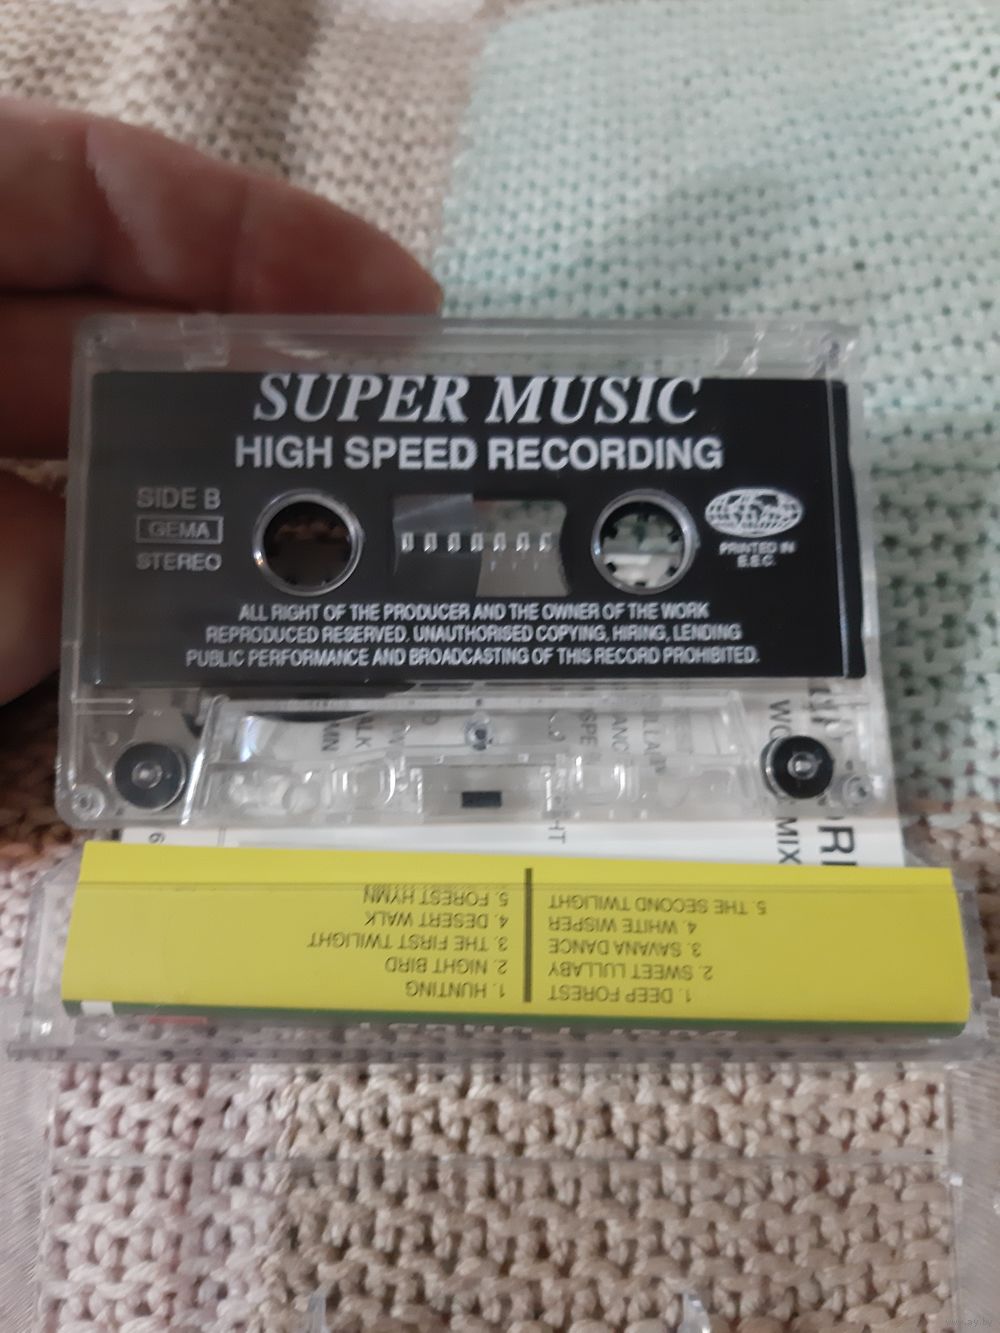 SUPER MUSIC
HIGH SPEED RECORDING
SIDE B
GEMA
STEREO
PRINTED IN
E.E.C.
ALL RIGHT OF THE PRODUCER AND THE OWNER OF THE WORK
REPRODUCED RESERVED. UNAUTHORISED COPYING, HIRING, LENDING
PUBLIC PERFORMANCE AND BROADCASTING OF THIS RECORD PROHIBITED.
MIX
1. DEEP FOREST
2. SWEET LULLABY
3. SAVANA DANCE
4. WHITE WISPER
5. THE SECOND TWILIGHT
1. HUNTING
2. NIGHT BIRD
3. THE FIRST TWILIGHT
4. DESERT WALK
5. FOREST HYMN